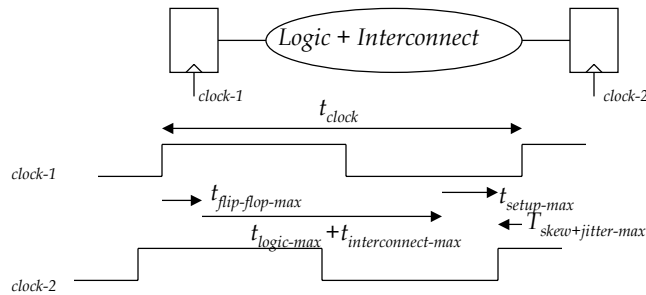 Logic + Interconnect
clock-1
clock-2
t_clock
clock-1
t_flip-flop-max
t_setup-max
t_logic-max + t_interconnect-max
T_skew+jitter-max
clock-2